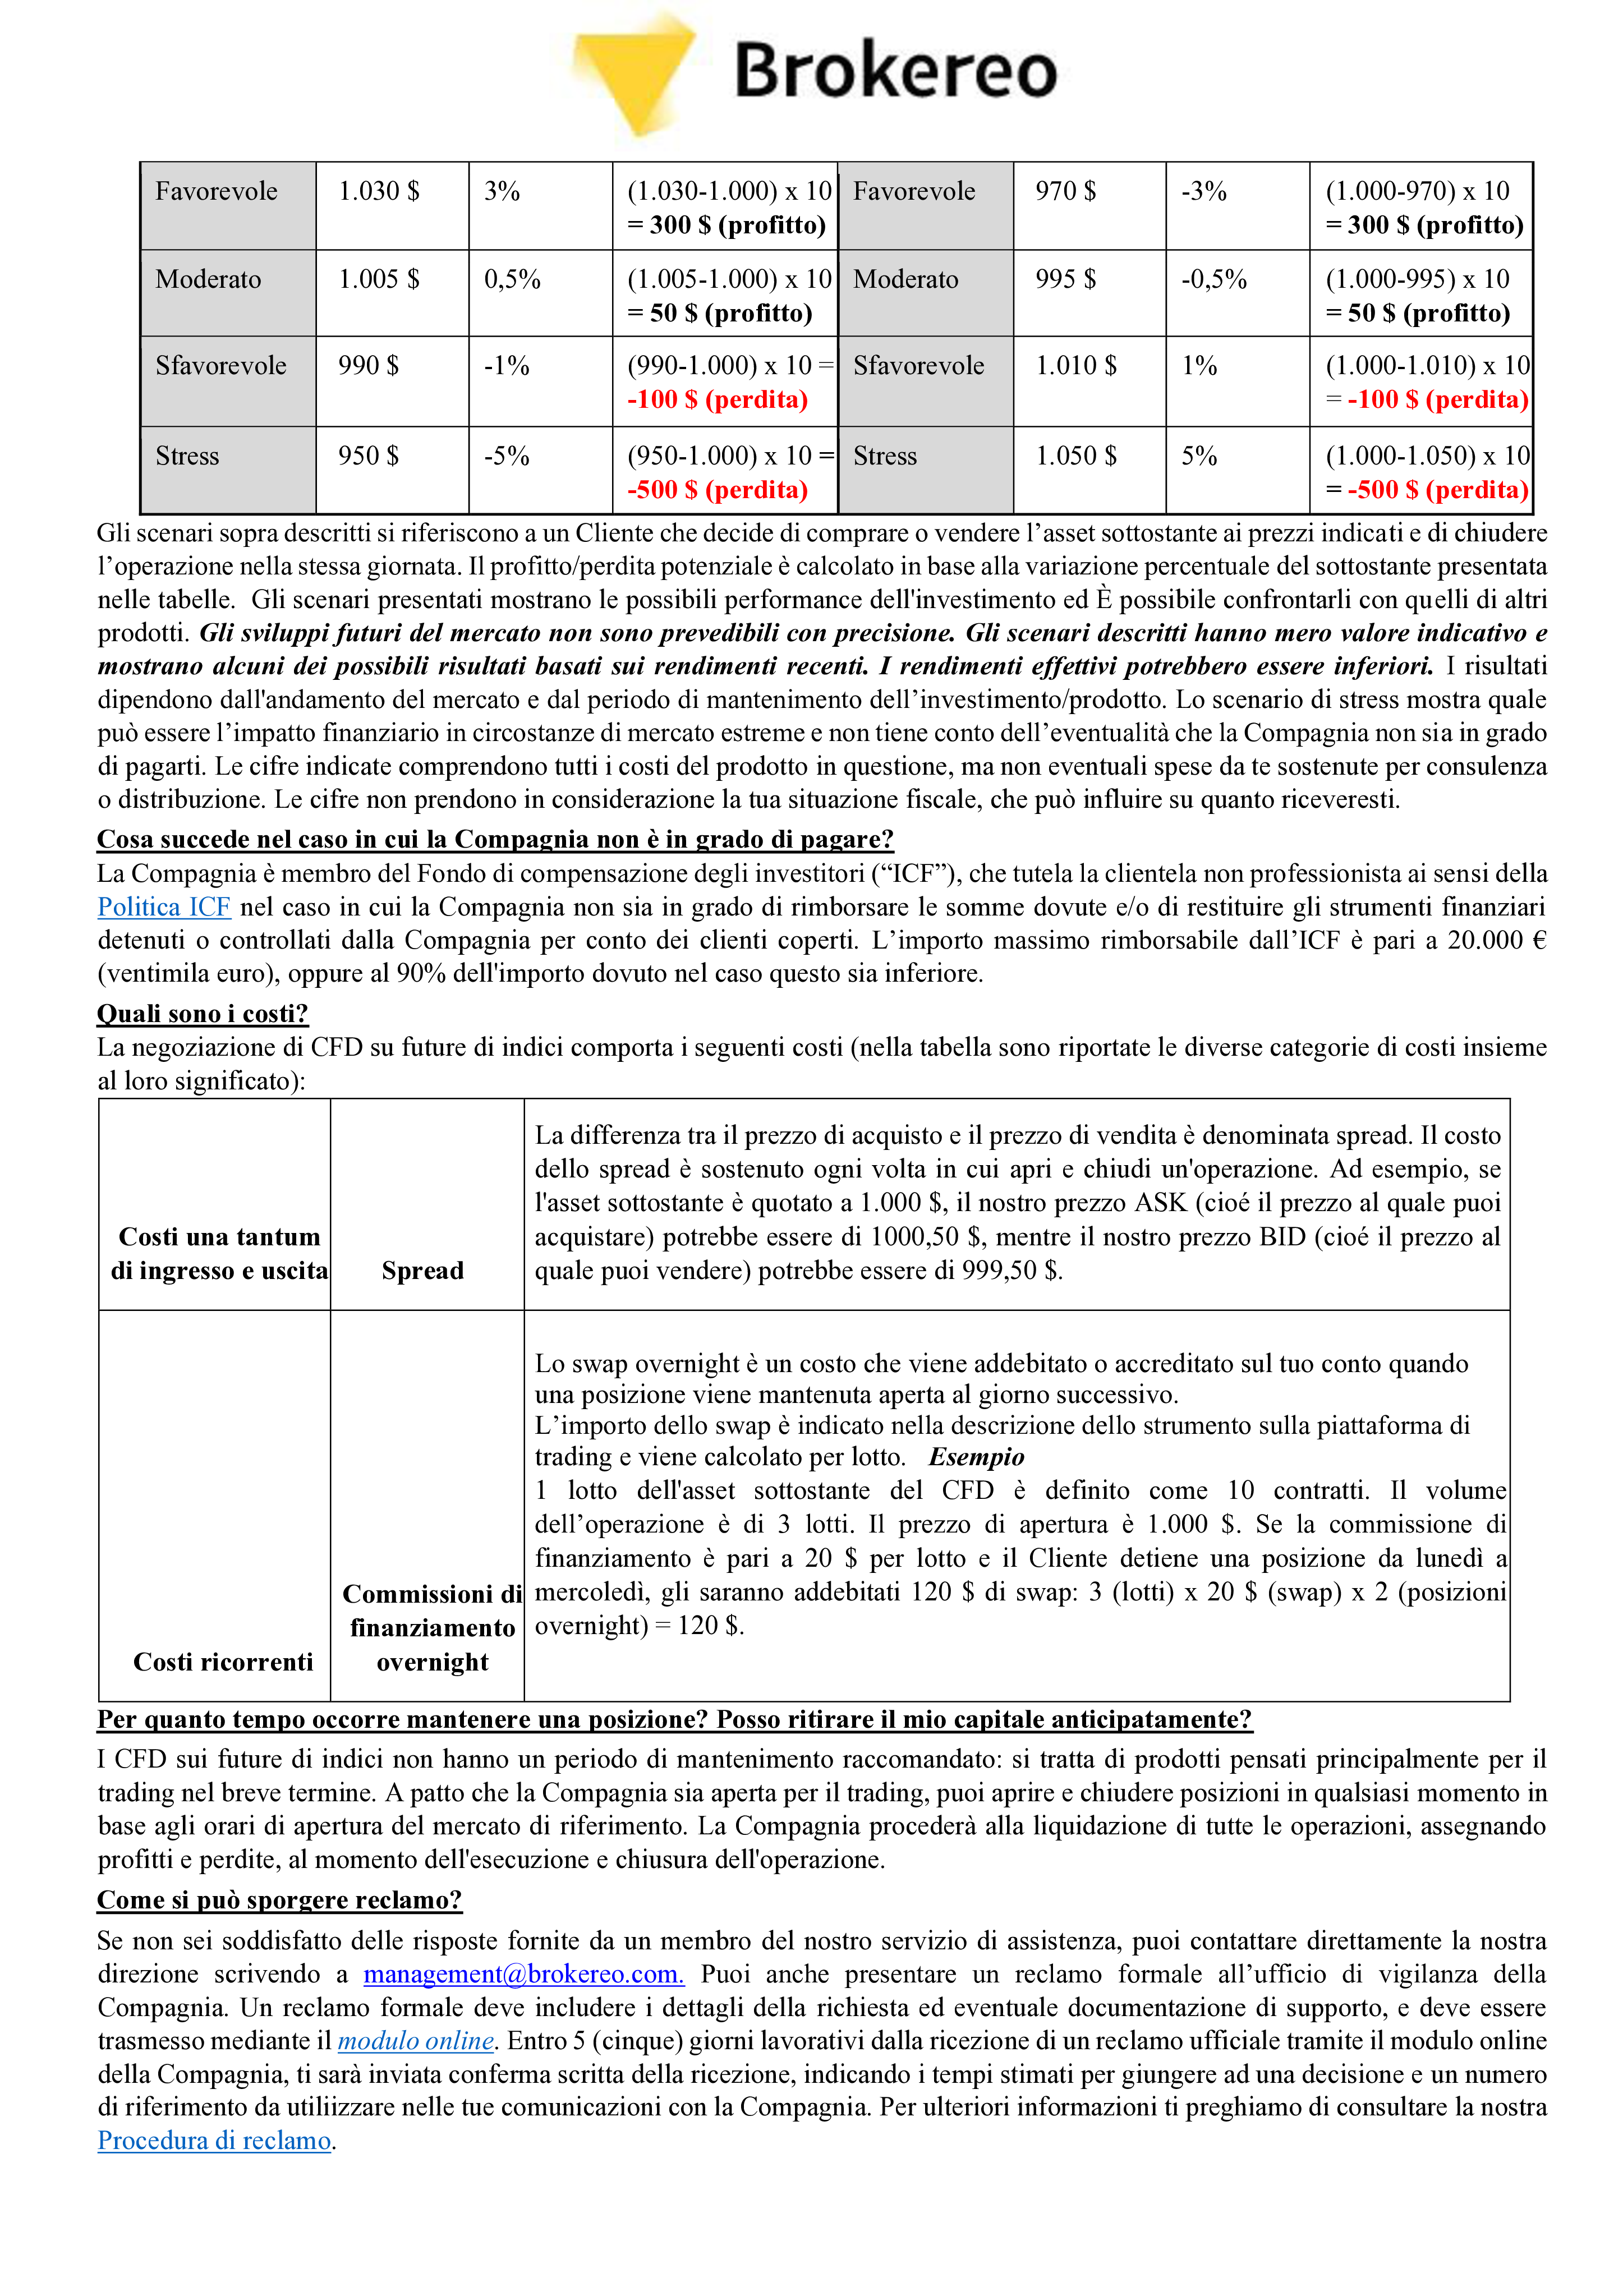 Brokereo
Favorevole 1.030 $ 3% (1.030-1.000) x 10 Favorevole 970 $ -3% (1.000-970) x 10
= 300 $ (profitto) = 300 $ (profitto)
Moderato 1.005 $ 0,5% (1.005-1.000) x 10 Moderato 995 $ -0,5% (1.000-995) x 10
= 50 $ (profitto) = 50 $ (profitto)
Sfavorevole 990 $ -1% (990-1.000) x 10 = Sfavorevole 1.010 $ 1% (1.000-1.010) x 10
-100 $ (perdita) = -100 $ (perdita)
Stress 950 $ -5% (950-1.000) x 10 = Stress 1.050 $ 5% (1.000-1.050) x 10
-500 $ (perdita) = -500 $ (perdita)
Gli scenari sopra descritti si riferiscono a un Cliente che decide di comprare o vendere l’asset sottostante ai prezzi indicati e di chiudere
l’operazione nella stessa giornata. Il profitto/perdita potenziale è calcolato in base alla variazione percentuale del sottostante presentata
nelle tabelle. Gli scenari presentati mostrano le possibili performance dell'investimento ed È possibile confrontarli con quelli di altri
prodotti. Gli sviluppi futuri del mercato non sono prevedibili con precisione. Gli scenari descritti hanno mero valore indicativo e
mostrano alcuni dei possibili risultati basati sui rendimenti recenti. I rendimenti effettivi potrebbero essere inferiori. I risultati
dipendono dall'andamento del mercato e dal periodo di mantenimento dell’investimento/prodotto. Lo scenario di stress mostra quale
può essere l’impatto finanziario in circostanze di mercato estreme e non tiene conto dell’eventualità che la Compagnia non sia in grado
di pagarti. Le cifre indicate comprendono tutti i costi del prodotto in questione, ma non eventuali spese da te sostenute per consulenza
o distribuzione. Le cifre non prendono in considerazione la tua situazione fiscale, che può influire su quanto riceveresti.
Cosa succede nel caso in cui la Compagnia non è in grado di pagare?
La Compagnia è membro del Fondo di compensazione degli investitori (“ICF”), che tutela la clientela non professionista ai sensi della
Politica ICF nel caso in cui la Compagnia non sia in grado di rimborsare le somme dovute e/o di restituire gli strumenti finanziari
detenuti o controllati dalla Compagnia per conto dei clienti coperti. L’importo massimo rimborsabile dall’ICF è pari a 20.000 €
(ventimila euro), oppure al 90% dell'importo dovuto nel caso questo sia inferiore.
Quali sono i costi?
La negoziazione di CFD su future di indici comporta i seguenti costi (nella tabella sono riportate le diverse categorie di costi insieme
al loro significato):
Costi una tantum
di ingresso e uscita
Spread
La differenza tra il prezzo di acquisto e il prezzo di vendita è denominata spread. Il costo
dello spread è sostenuto ogni volta in cui apri e chiudi un'operazione. Ad esempio, se
l'asset sottostante è quotato a 1.000 $, il nostro prezzo ASK (cioé il prezzo al quale puoi
acquistare) potrebbe essere di 1000,50 $, mentre il nostro prezzo BID (cioé il prezzo al
quale puoi vendere) potrebbe essere di 999,50 $.
Costi ricorrenti
Commissioni di
finanziamento
overnight
Lo swap overnight è un costo che viene addebitato o accreditato sul tuo conto quando
una posizione viene mantenuta aperta al giorno successivo.
L’importo dello swap è indicato nella descrizione dello strumento sulla piattaforma di
trading e viene calcolato per lotto. Esempio
1 lotto dell'asset sottostante del CFD è definito come 10 contratti. Il volume
dell’operazione è di 3 lotti. Il prezzo di apertura è 1.000 $. Se la commissione di
finanziamento è pari a 20 $ per lotto e il Cliente detiene una posizione da lunedì a
mercoledì, gli saranno addebitati 120 $ di swap: 3 (lotti) x 20 $ (swap) x 2 (posizioni
overnight) = 120 $.
Per quanto tempo occorre mantenere una posizione? Posso ritirare il mio capitale anticipatamente?
I CFD sui future di indici non hanno un periodo di mantenimento raccomandato: si tratta di prodotti pensati principalmente per il
trading nel breve termine. A patto che la Compagnia sia aperta per il trading, puoi aprire e chiudere posizioni in qualsiasi momento in
base agli orari di apertura del mercato di riferimento. La Compagnia procederà alla liquidazione di tutte le operazioni, assegnando
profitti e perdite, al momento dell'esecuzione e chiusura dell'operazione.
Come si può sporgere reclamo?
Se non sei soddisfatto delle risposte fornite da un membro del nostro servizio di assistenza, puoi contattare direttamente la nostra
direzione scrivendo a management@brokereo.com. Puoi anche presentare un reclamo formale all’ufficio di vigilanza della
Compagnia. Un reclamo formale deve includere i dettagli della richiesta ed eventuale documentazione di supporto, e deve essere
trasmesso mediante il modulo online. Entro 5 (cinque) giorni lavorativi dalla ricezione di un reclamo ufficiale tramite il modulo online
della Compagnia, ti sarà inviata conferma scritta della ricezione, indicando i tempi stimati per giungere ad una decisione e un numero
di riferimento da utiliizzare nelle tue comunicazioni con la Compagnia. Per ulteriori informazioni ti preghiamo di consultare la nostra
Procedura di reclamo.